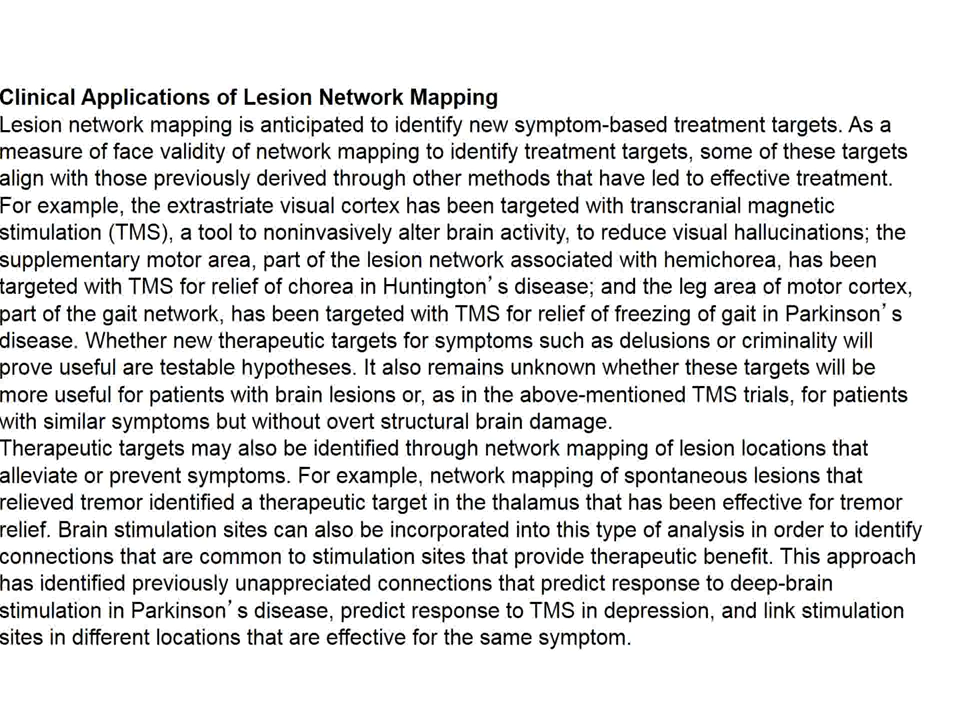 Clinical Applications of Lesion Network Mapping
Lesion network mapping is anticipated to identify new symptom-based treatment targets. As a
measure of face validity of network mapping to identify treatment targets, some of these targets
align with those previously derived through other methods that have led to effective treatment.
For example, the extrastriate visual cortex has been targeted with transcranial magnetic
stimulation (TMS), a tool to noninvasively alter brain activity, to reduce visual hallucinations; the
supplementary motor area, part of the lesion network associated with hemichorea, has been
targeted with TMS for relief of chorea in Huntington’s disease; and the leg area of motor cortex,
part of the gait network, has been targeted with TMS for relief of freezing of gait in Parkinson’s
disease. Whether new therapeutic targets for symptoms such as delusions or criminality will
prove useful are testable hypotheses. It also remains unknown whether these targets will be
more useful for patients with brain lesions or, as in the above-mentioned TMS trials, for patients
with similar symptoms but without overt structural brain damage.
Therapeutic targets may also be identified through network mapping of lesion locations that
alleviate or prevent symptoms. For example, network mapping of spontaneous lesions that
relieved tremor identified a therapeutic target in the thalamus that has been effective for tremor
relief. Brain stimulation sites can also be incorporated into this type of analysis in order to identify
connections that are common to stimulation sites that provide therapeutic benefit. This approach
has identified previously unappreciated connections that predict response to deep-brain
stimulation in Parkinson’s disease, predict response to TMS in depression, and link stimulation
sites in different locations that are effective for the same symptom.